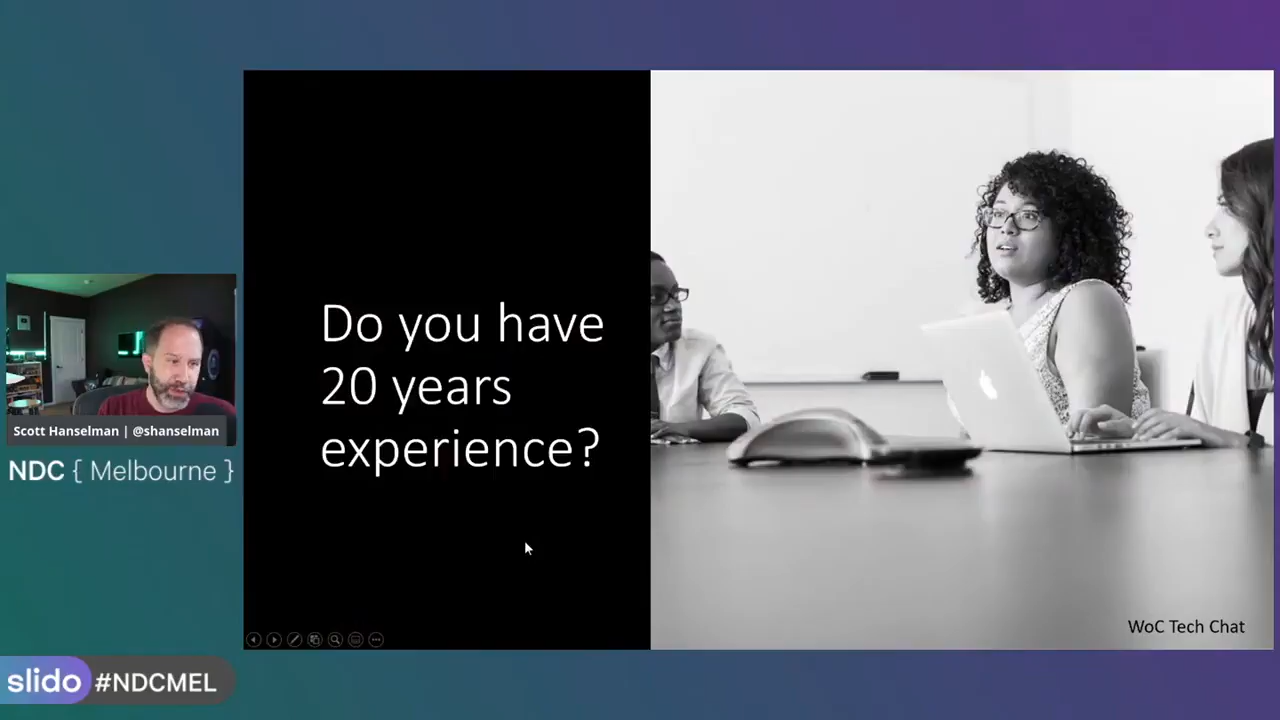 Do you have
20 years
experience?
WoC Tech Chat
Scott Hanselman | @shanselman
NDC { Melbourne }
slido #NDCMEL